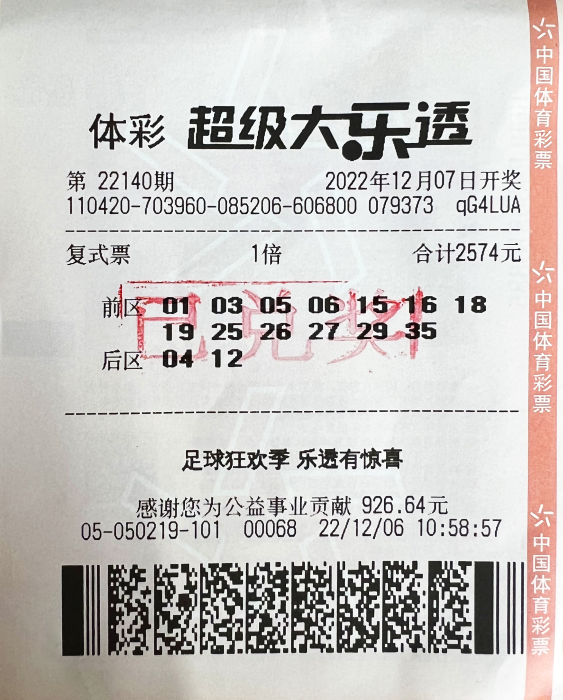 体彩 超级大乐透
第 22140期 2022年12月07日开奖
110420-703960-085206-606800 079373 qG4LUA
复式票 1倍 合计2574元
前区 01 03 05 06 15 16 18
19 25 26 27 29 35
后区 04 12
已兑奖
足球狂欢季 乐透有惊喜
感谢您为公益事业贡献 926.64元
05-050219-101 00068 22/12/06 10:58:57
中国体育彩票
中国体育彩票
中国体育彩票